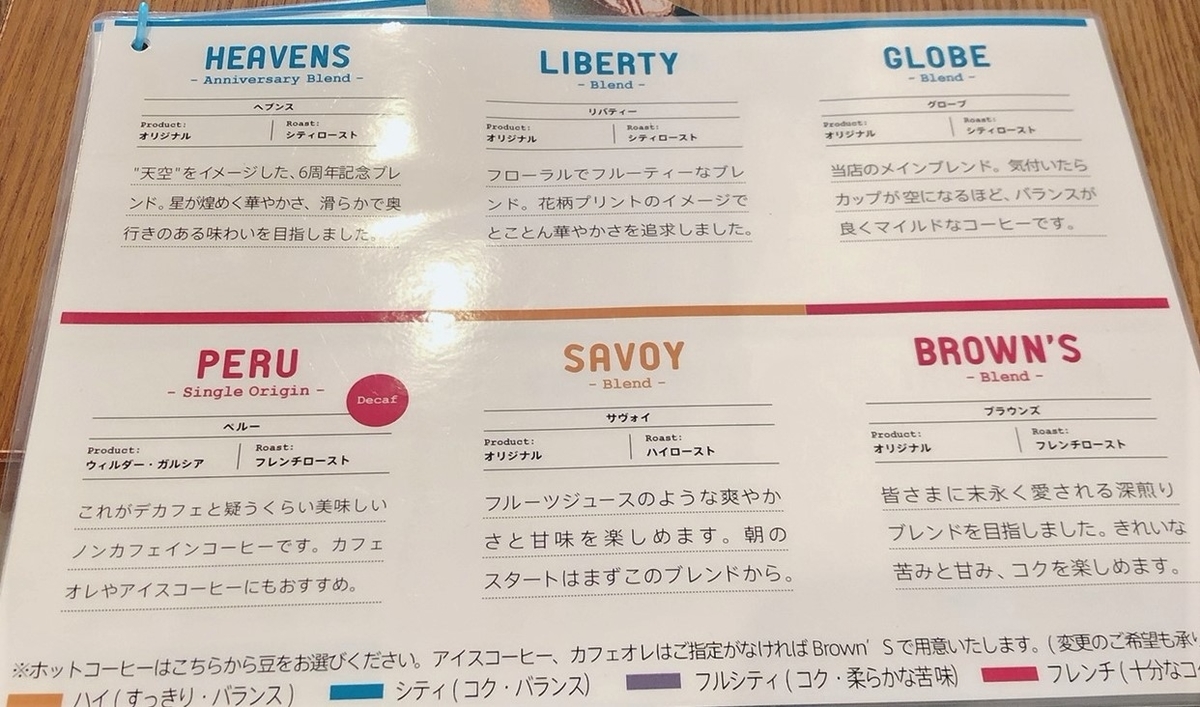 HEAVENS
- Anniversary Blend -
ヘブンス
Product:
オリジナル
Roast:
シティロースト
"天空"をイメージした、6周年記念ブレ
ンド。星が煌めく華やかさ、滑らかで奥
行きのある味わいを目指しました。
LIBERTY
- Blend -
リバティー
Product:
オリジナル
Roast:
シティロースト
フローラルでフルーティーなブレ
ンド。花柄プリントのイメージで
とことん華やかさを追求しました。
GLOBE
- Blend -
グローブ
Product:
オリジナル
Roast:
シティロースト
当店のメインブレンド。気付いたら
カップが空になるほど、バランスが
良くマイルドなコーヒーです。
PERU
- Single Origin -
Decaf
ペルー
Product:
ウィルダー・ガルシア
Roast:
フレンチロースト
これがデカフェと疑うくらい美味しい
ノンカフェインコーヒーです。カフェ
オレやアイスコーヒーにもおすすめ。
SAVOY
- Blend -
サヴォイ
Product:
オリジナル
Roast:
ハイロースト
フルーツジュースのような爽やか
さと甘味を楽しめます。朝の
スタートはまずこのブレンドから。
BROWN'S
- Blend -
ブラウンズ
Product:
オリジナル
Roast:
フレンチロースト
皆さまに末永く愛される深煎り
ブレンドを目指しました。きれいな
苦みと甘み、コクを楽しめます。
※ホットコーヒーはこちらから豆をお選びください。アイスコーヒー、カフェオレはご指定がなければ Brown'S で用意いたします。( 変更のご希望も承り
ハイ ( すっきり・バランス )
シティ ( コク・バランス )
フルシティ ( コク・柔らかな苦味 )
フレンチ ( 十分なコ